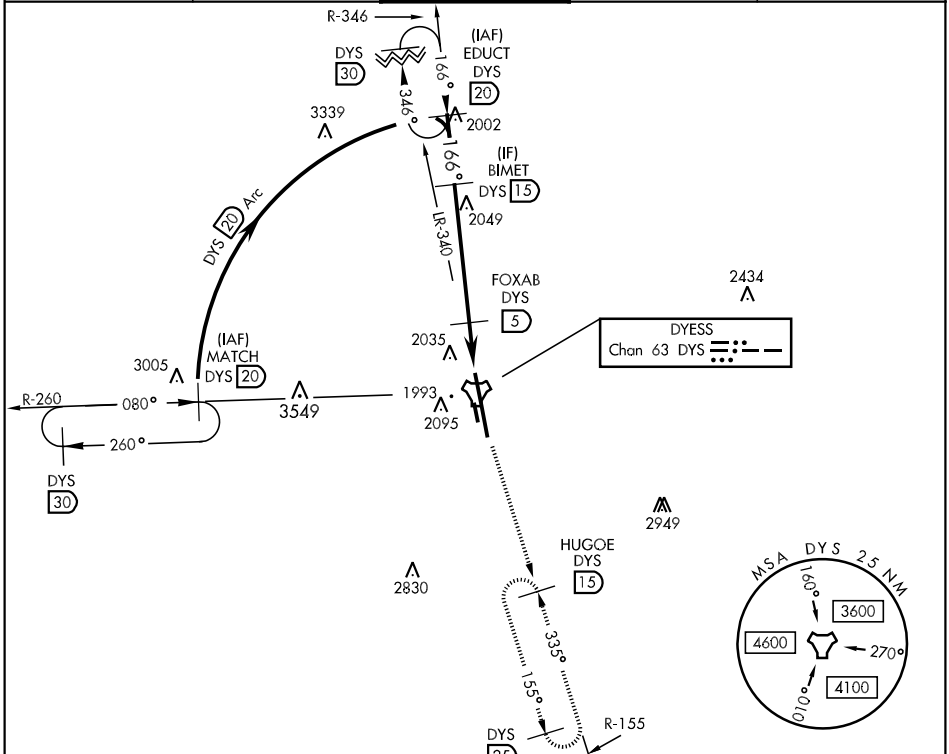 R-346
(IAF)
EDUCT
DYS
20
DYS
30
166°
346°
3339
2002
166°
(IF)
BIMET
DYS 15
2049
LR-340
DYS 20 Arc
FOXAB
DYS
5
2434
DYESS
Chan 63 DYS
2035
(IAF)
MATCH
DYS 20
3005
R-260
080°
3549
1993
2095
260°
DYS
30
2949
HUGOE
DYS
15
2830
335°
155°
R-155
DYS
25
MSA DYS 25 NM
160°
3600
4600
270°
4100
010°